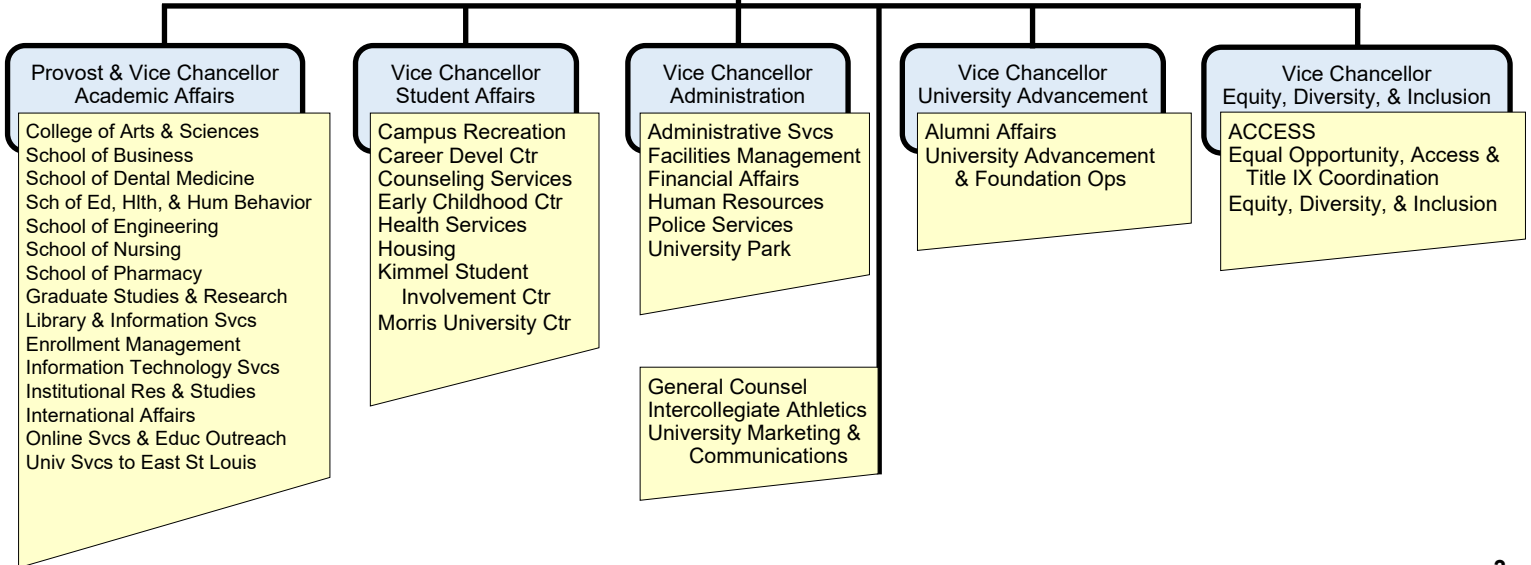 Provost & Vice Chancellor
Academic Affairs
College of Arts & Sciences
School of Business
School of Dental Medicine
Sch of Ed, Hlth, & Hum Behavior
School of Engineering
School of Nursing
School of Pharmacy
Graduate Studies & Research
Library & Information Svcs
Enrollment Management
Information Technology Svcs
Institutional Res & Studies
International Affairs
Online Svcs & Educ Outreach
Univ Svcs to East St Louis
Vice Chancellor
Student Affairs
Campus Recreation
Career Devel Ctr
Counseling Services
Early Childhood Ctr
Health Services
Housing
Kimmel Student
Involvement Ctr
Morris University Ctr
Vice Chancellor
Administration
Administrative Svcs
Facilities Management
Financial Affairs
Human Resources
Police Services
University Park
General Counsel
Intercollegiate Athletics
University Marketing &
Communications
Vice Chancellor
University Advancement
Alumni Affairs
University Advancement
& Foundation Ops
Vice Chancellor
Equity, Diversity, & Inclusion
ACCESS
Equal Opportunity, Access &
Title IX Coordination
Equity, Diversity, & Inclusion